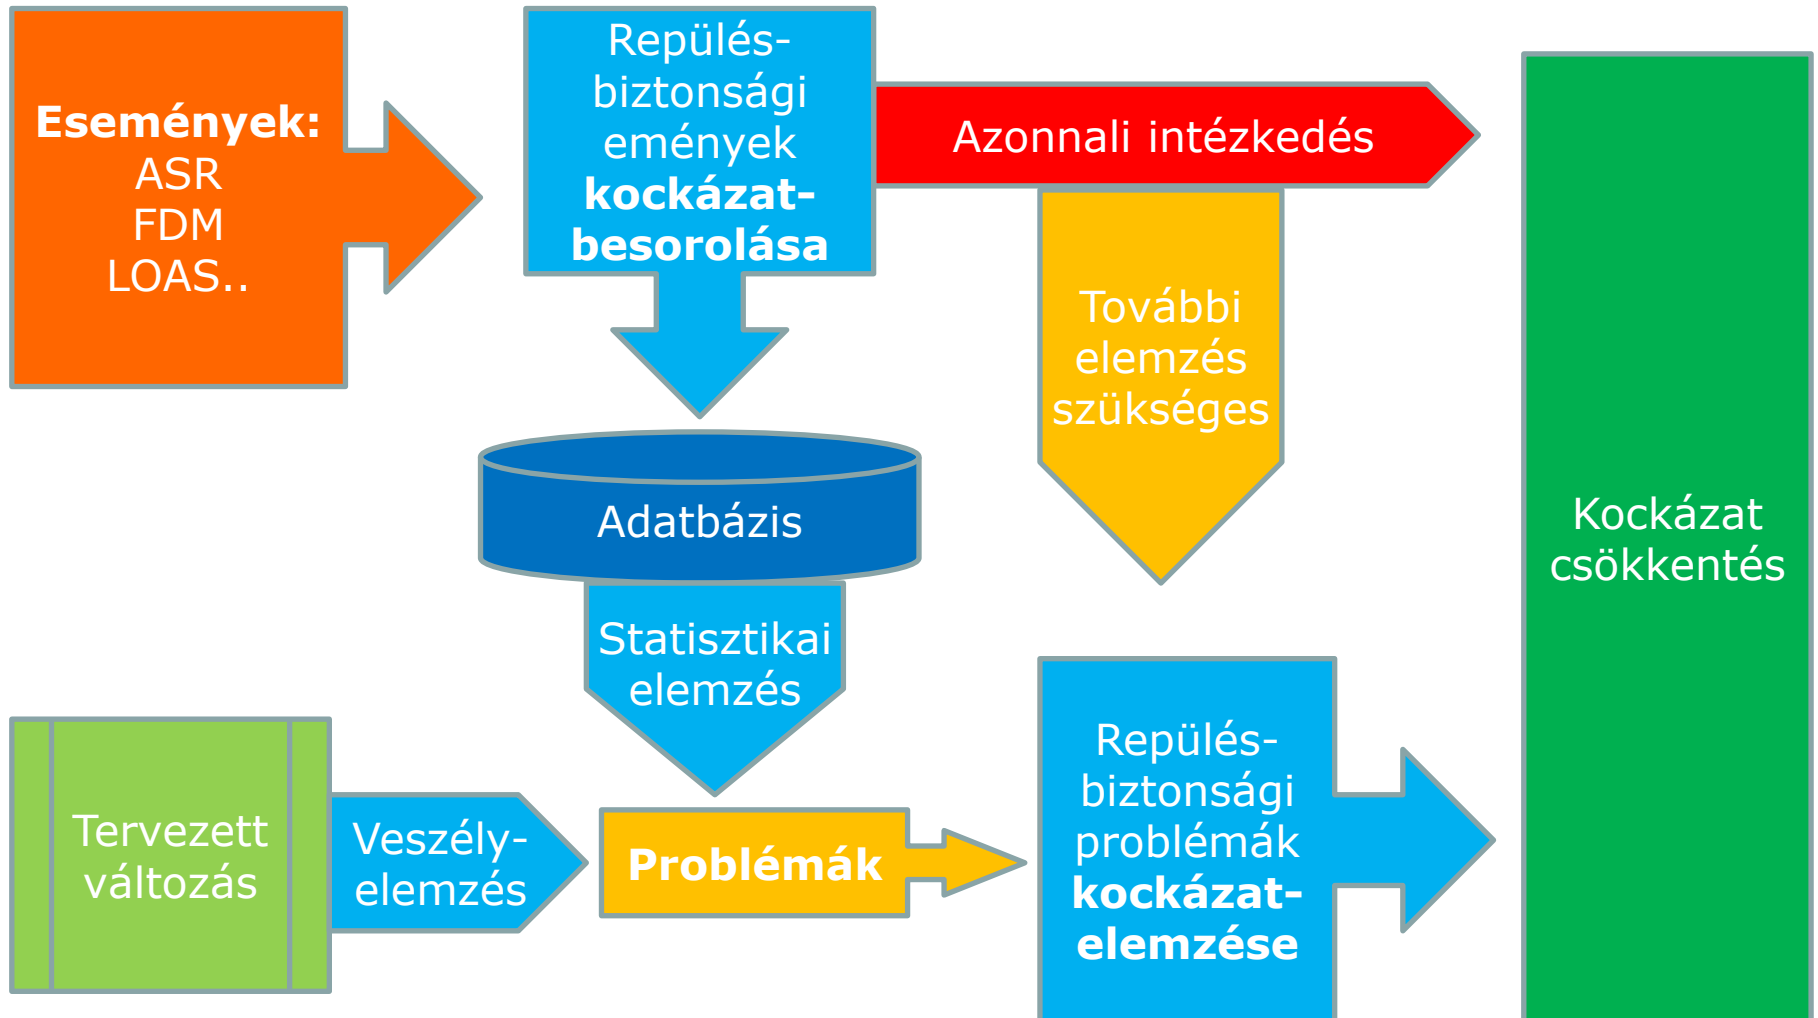 Események:
ASR
FDM
LOAS..
Repülés-
biztonsági
emények
kockázat-
besorolása
Azonnali intézkedés
További
elemzés
szükséges
Kockázat
csökkentés
Adatbázis
Statisztikai
elemzés
Tervezett
változás
Veszély-
elemzés
Problémák
Repülés-
biztonsági
problémák
kockázat-
elemzése